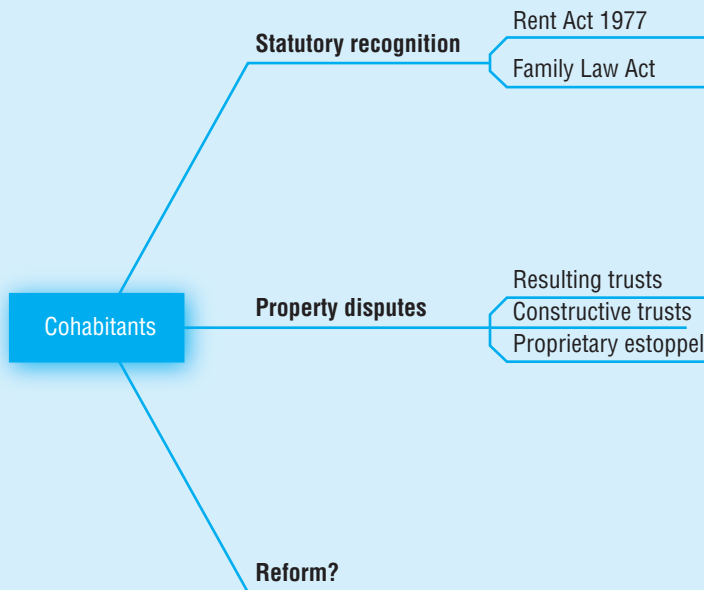 Rent Act 1977
Statutory recognition
Family Law Act
Resulting trusts
Property disputes
Constructive trusts
Cohabitants
Proprietary estoppel
Reform?